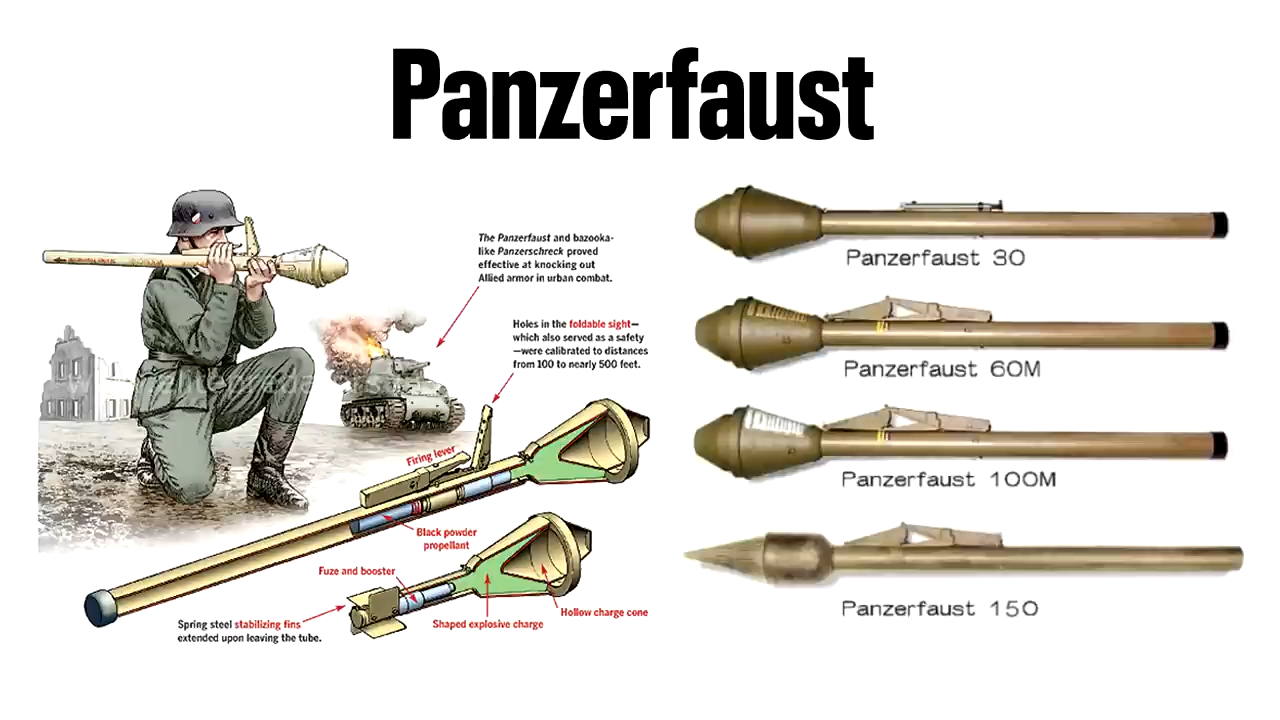 Panzerfaust
The Panzerfaust and bazooka-
like Panzerschreck proved
effective at knocking out
Allied armor in urban combat.
Holes in the foldable sight—
which also served as a safety
—were calibrated to distances
from 100 to nearly 500 feet.
Firing lever
Black powder
propellant
Fuze and booster
Spring steel stabilizing fins
extended upon leaving the tube.
Shaped explosive charge
Hollow charge cone
Panzerfaust 30
Panzerfaust 60M
Panzerfaust 100M
Panzerfaust 150